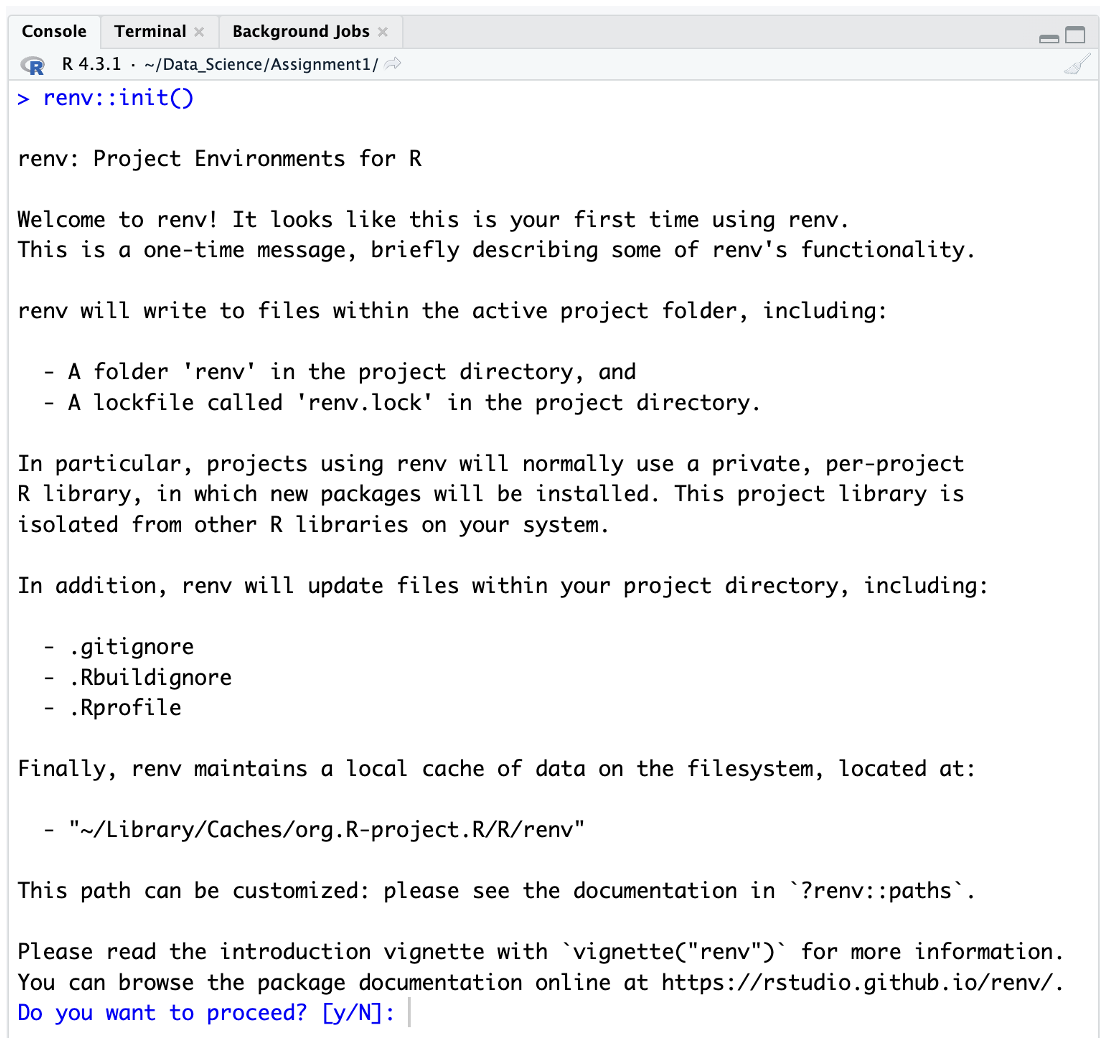 Console Terminal × Background Jobs ×
R R 4.3.1 · ~/Data_Science/Assignment1/
> renv::init()
renv: Project Environments for R
Welcome to renv! It looks like this is your first time using renv.
This is a one-time message, briefly describing some of renv's functionality.
renv will write to files within the active project folder, including:
- A folder 'renv' in the project directory, and
- A lockfile called 'renv.lock' in the project directory.
In particular, projects using renv will normally use a private, per-project
R library, in which new packages will be installed. This project library is
isolated from other R libraries on your system.
In addition, renv will update files within your project directory, including:
- .gitignore
- .Rbuildignore
- .Rprofile
Finally, renv maintains a local cache of data on the filesystem, located at:
- "~/Library/Caches/org.R-project.R/R/renv"
This path can be customized: please see the documentation in `?renv::paths`.
Please read the introduction vignette with `vignette("renv")` for more information.
You can browse the package documentation online at https://rstudio.github.io/renv/.
Do you want to proceed? [y/N]: